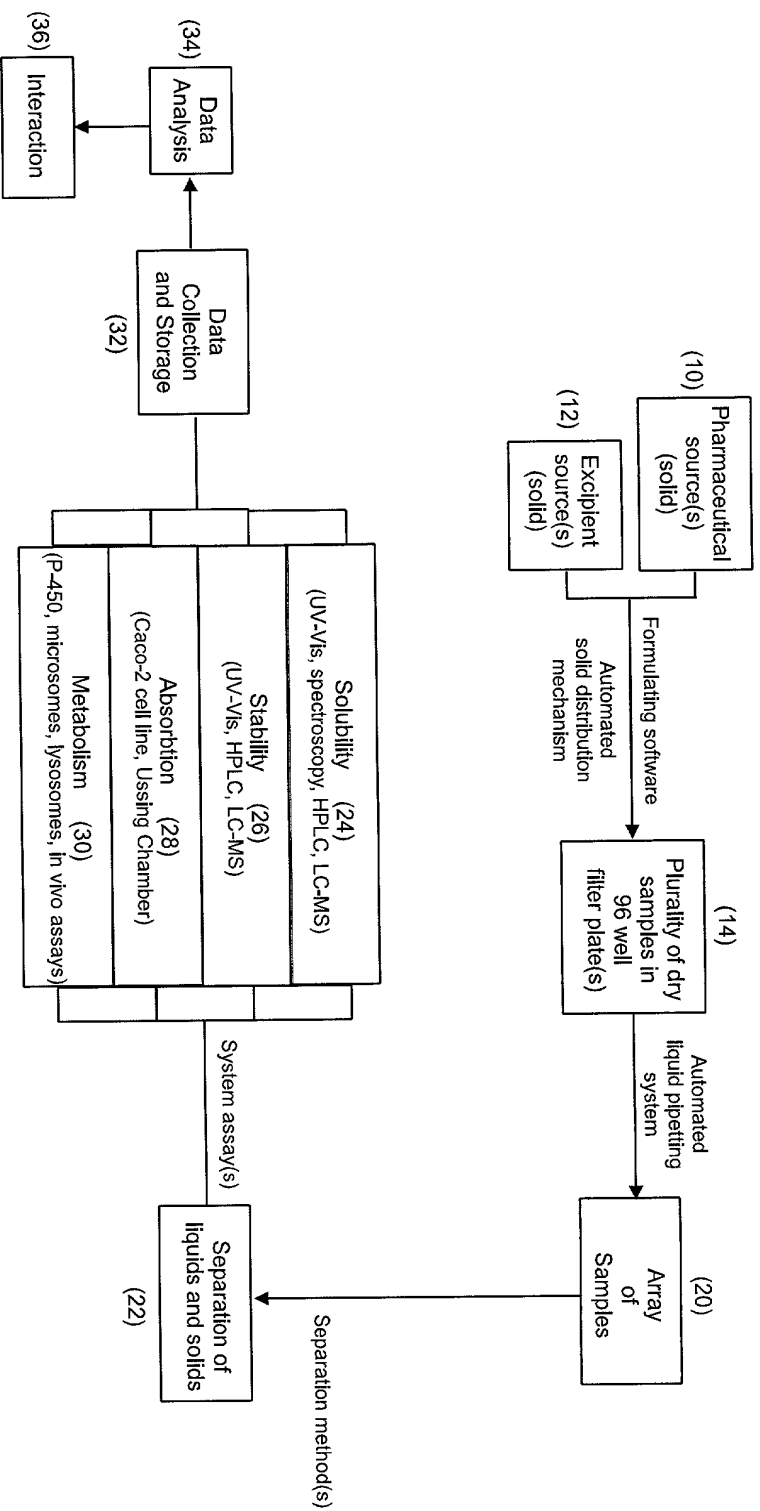 (10)
Pharmaceutical
source(s)
(solid)
(12)
Excipient
source(s)
(solid)
Formulating software
Automated
solid distribution
mechanism
(14)
Plurality of dry
samples in
96 well
filter plate(s)
Automated
liquid pipetting
system
(20)
Array
of
Samples
Separation method(s)
Separation of
liquids and solids
(22)
System assay(s)
Solubility (24)
(UV-Vis, spectroscopy, HPLC, LC-MS)
Stability (26)
(UV-Vis, HPLC, LC-MS)
Absorbtion (28)
(Caco-2 cell line, Ussing Chamber)
Metabolism (30)
(P-450, microsomes, lysosomes, in vivo assays)
Data
Collection
and Storage
(32)
(34)
Data
Analysis
(36)
Interaction